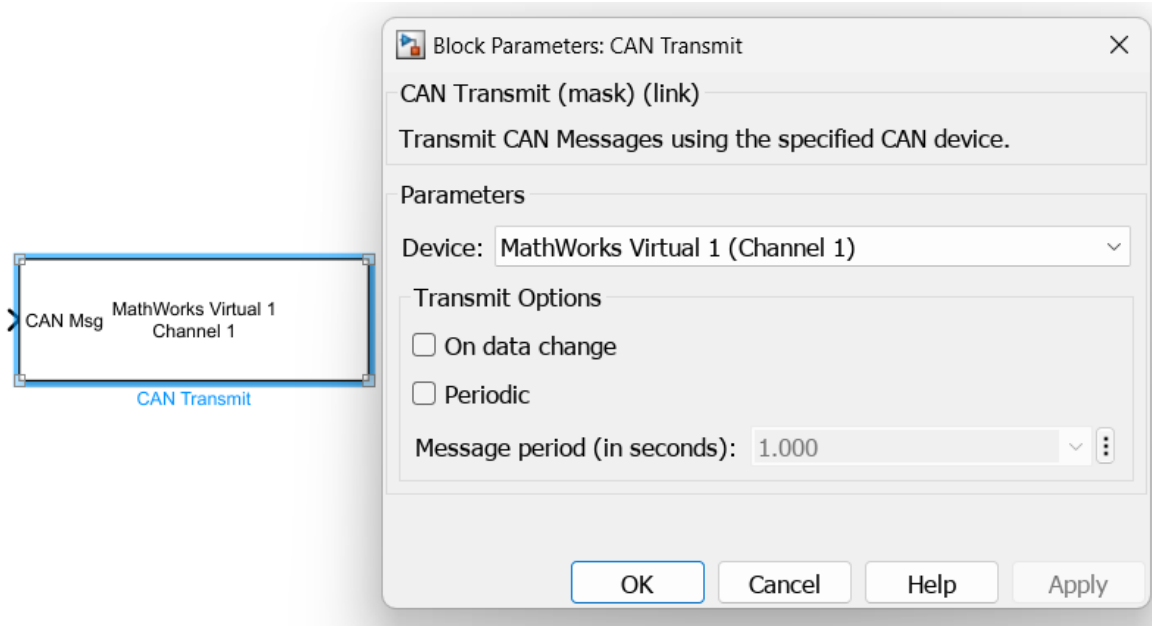 Block Parameters: CAN Transmit
CAN Transmit (mask) (link)
Transmit CAN Messages using the specified CAN device.
Parameters
Device: MathWorks Virtual 1 (Channel 1)
Transmit Options
On data change
Periodic
Message period (in seconds): 1.000
OK Cancel Help Apply
CAN Msg
MathWorks Virtual 1
Channel 1
CAN Transmit